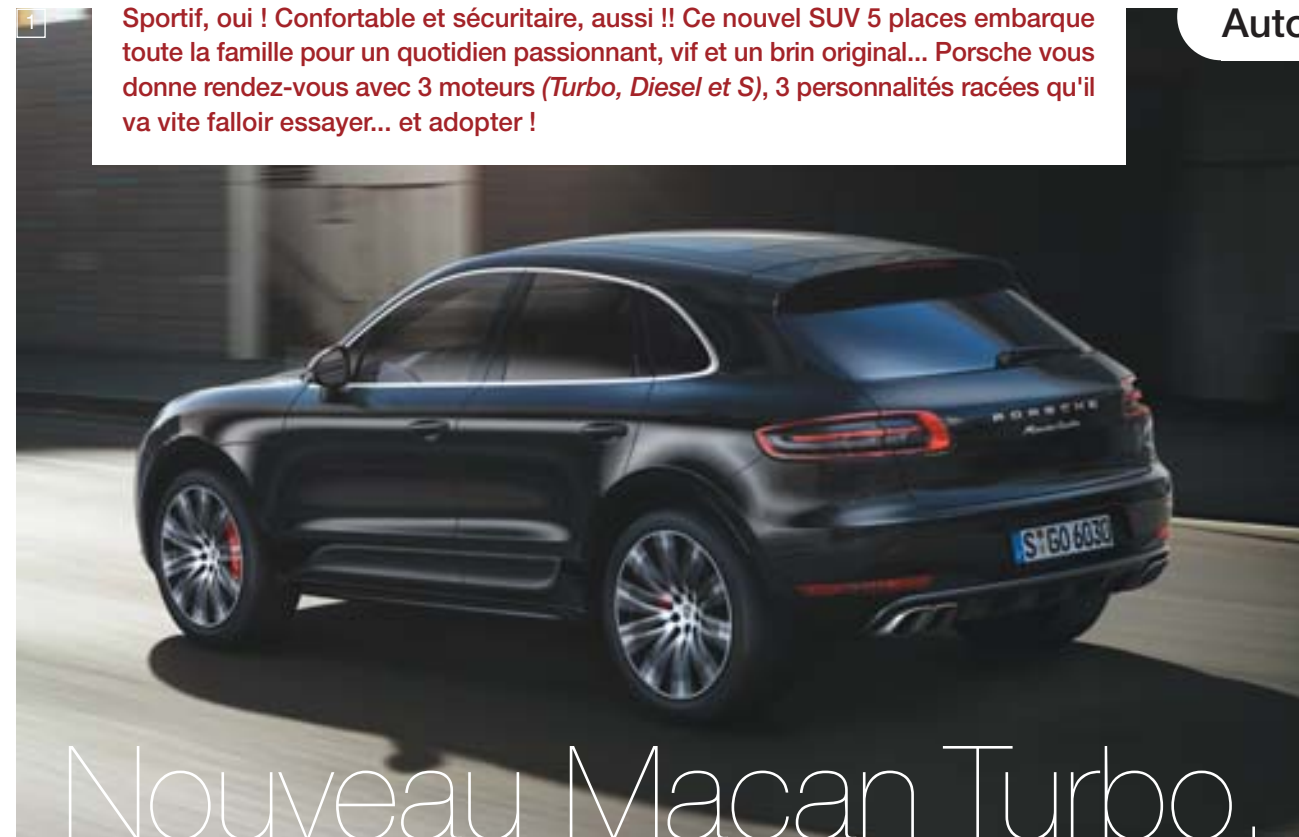 1
Sportif, oui ! Confortable et sécuritaire, aussi !! Ce nouvel SUV 5 places embarque
toute la famille pour un quotidien passionnant, vif et un brin original... Porsche vous
donne rendez-vous avec 3 moteurs (Turbo, Diesel et S), 3 personnalités racées qu'il
va vite falloir essayer... et adopter !
Auto
PORSCHE
Macan Turbo
S GO 6030
Nouveau Macan Turbo.